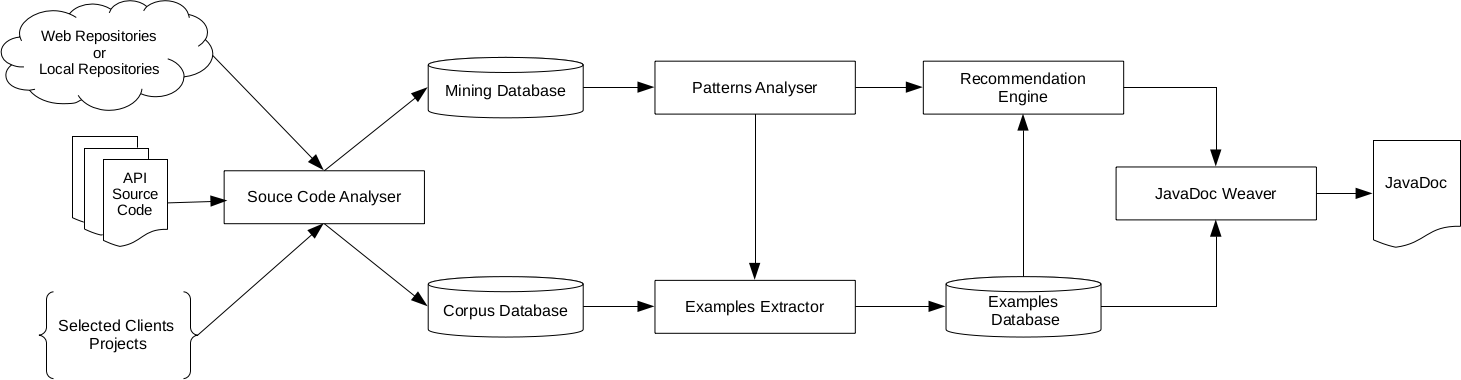 Web Repositories
or
Local Repositories
API
Source
Code
Selected Clients
Projects
Souce Code Analyser
Mining Database
Corpus Database
Patterns Analyser
Examples Extractor
Recommendation
Engine
Examples
Database
JavaDoc Weaver
JavaDoc